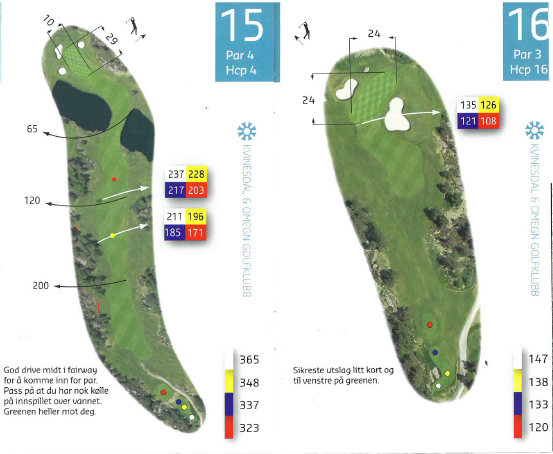 15
Par 4
Hcp 4
10
29
65
237 228
217 203
120
211 196
185 171
200
KVINESDAL & OMEGN GOLFKLUBB
God drive midt i fairway
for å komme inn for par.
Pass på at du har nok kølle
på innspillet over vannet.
Greenen heller mot deg.
365
348
337
323
16
Par 3
Hcp 16
24
24
135 126
121 108
KVINESDAL & OMEGN GOLFKLUBB
Sikreste utslag litt kort og
til venstre på greenen.
147
138
133
120